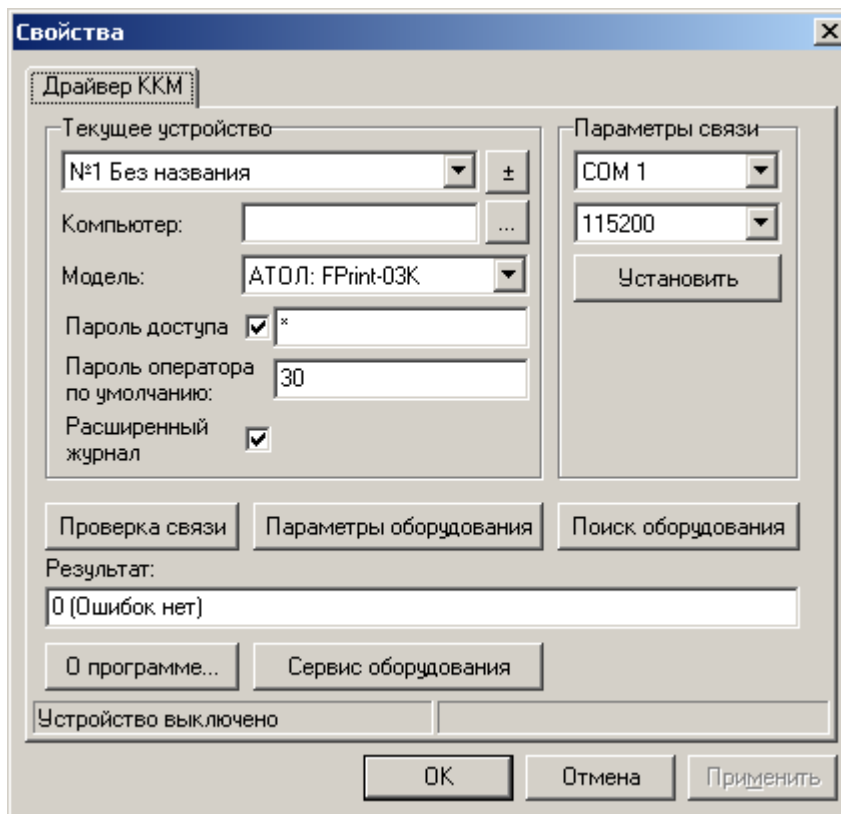 Свойства
Драйвер ККМ
Текущее устройство
№1 Без названия
±
Компьютер:
...
Модель:
АТОЛ: FPrint-03K
Пароль доступа
*
Пароль оператора
по умолчанию:
30
Расширенный
журнал
Параметры связи
COM 1
115200
Установить
Проверка связи
Параметры оборудования
Поиск оборудования
Результат:
0 (Ошибок нет)
О программе...
Сервис оборудования
Устройство выключено
OK
Отмена
Применить